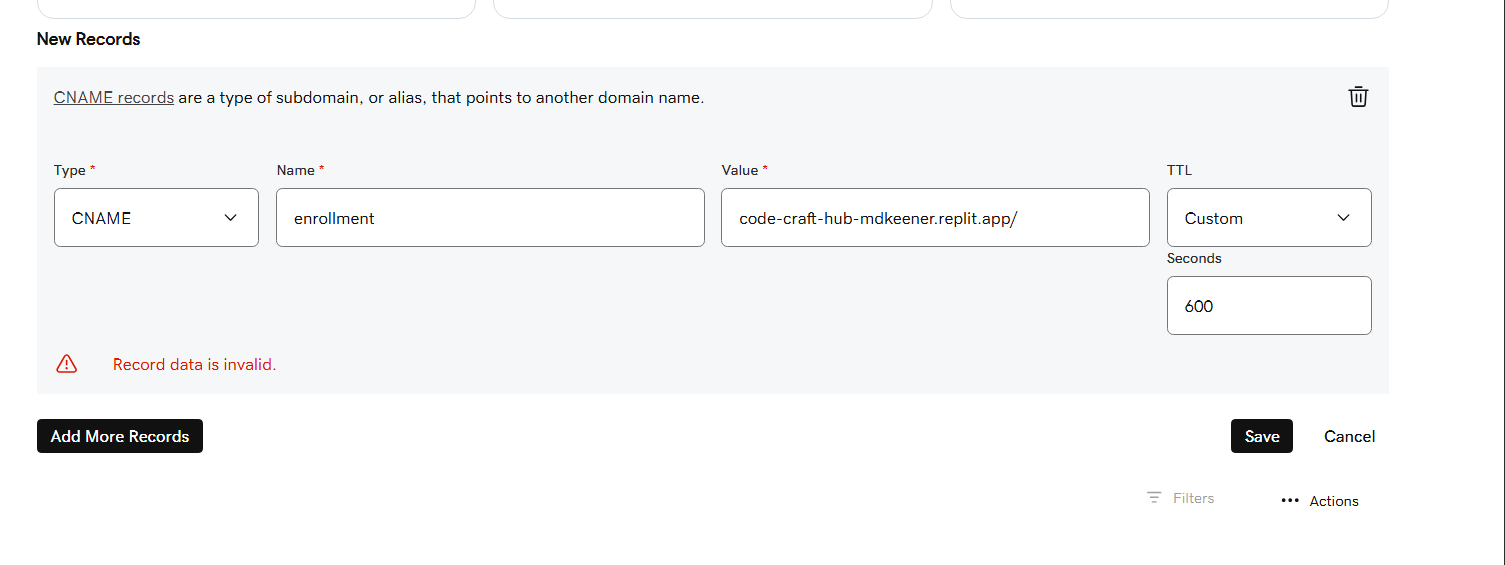 New Records
CNAME records are a type of subdomain, or alias, that points to another domain name.
Type * Name * Value * TTL
CNAME enrollment code-craft-hub-mdkeener.replit.app/ Custom
Seconds
600
Record data is invalid.
Add More Records Save Cancel
Filters Actions